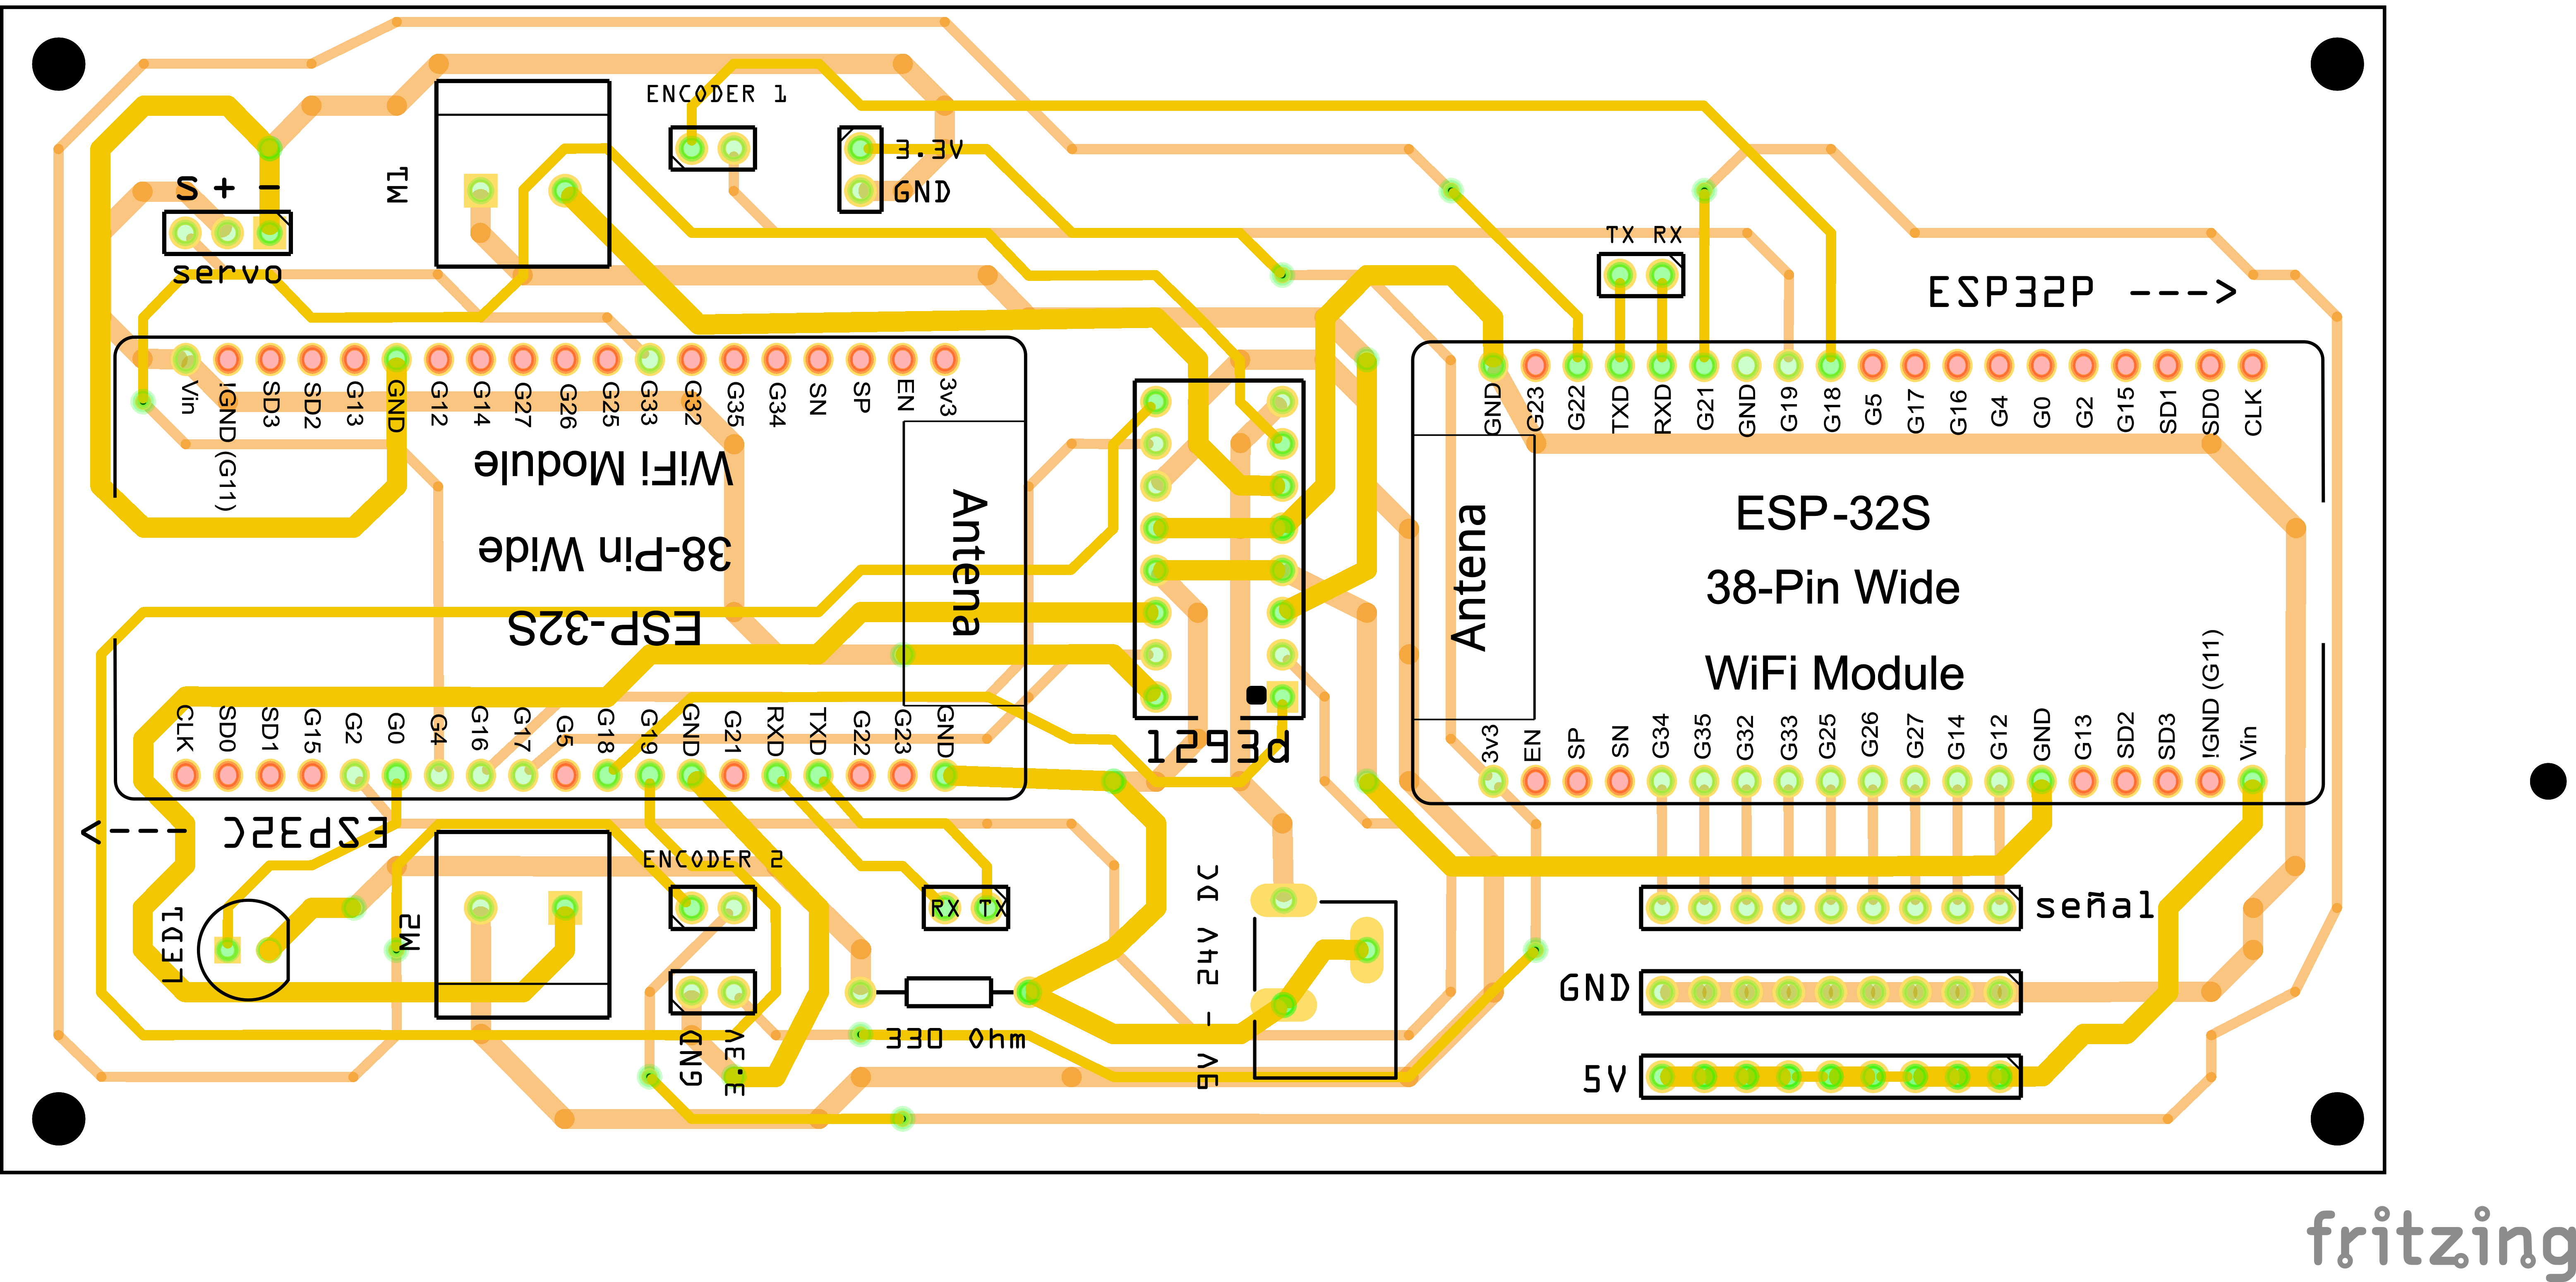 ENCODER 1
3.3V
GND
M1
S + -
servo
TX RX
ESP32P --->
Vin
!GND (G11)
SD3
SD2
G13
GND
G12
G14
G27
G26
G25
G33
G32
G35
G34
SN
SP
EN
3v3
WiFi Module
38-Pin Wide
ESP-32S
Antena
CLK
SD0
SD1
G15
G2
G0
G4
G16
G17
G5
G18
G19
GND
G21
RXD
TXD
G22
G23
GND
ESP32C --->
l293d
GND
G23
G22
TXD
RXD
G21
GND
G19
G18
G5
G17
G16
G4
G0
G2
G15
SD1
SD0
CLK
Antena
ESP-32S
38-Pin Wide
WiFi Module
3v3
EN
SP
SN
G34
G35
G32
G33
G25
G26
G27
G14
G12
GND
G13
SD2
SD3
!GND (G11)
Vin
LED1
M2
ENCODER 2
RX TX
GND
3.3V
330 Ohm
9V - 24V DC
señal
GND
5V
fritzing